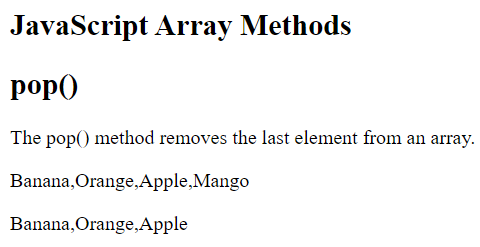 JavaScript Array Methods
pop()
The pop() method removes the last element from an array.
Banana,Orange,Apple,Mango
Banana,Orange,Apple